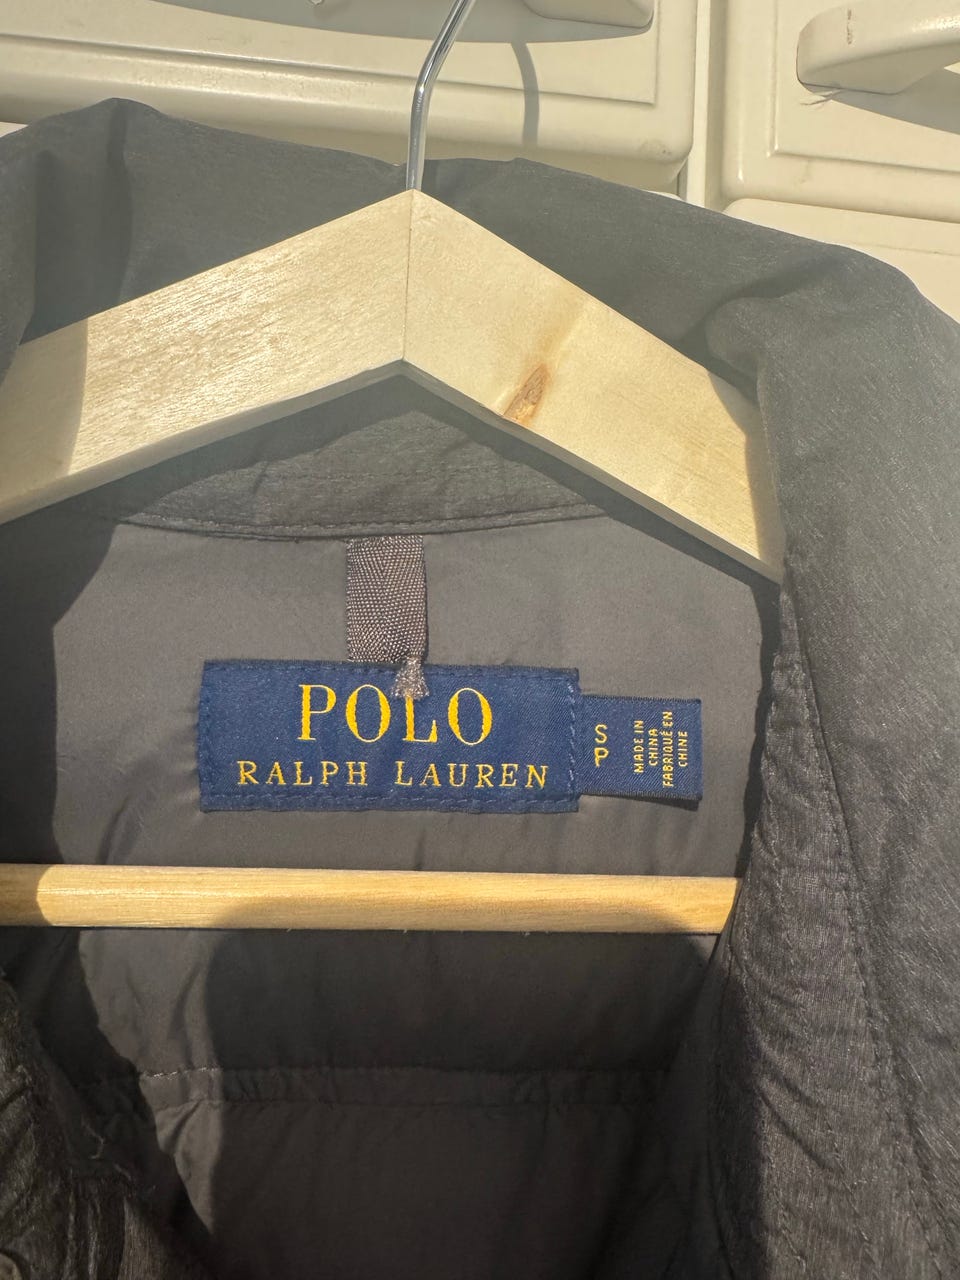 POLO
RALPH LAUREN
S
P
MADE IN
CHINA
FABRIQUÉ EN
CHINE